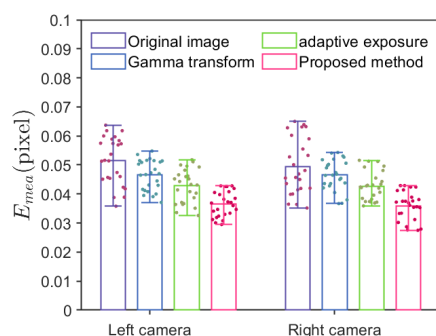 0.1
0.09
0.08
0.07
0.06
0.05
0.04
0.03
0.02
0.01
0
E_mea(pixel)
Original image
adaptive exposure
Gamma transform
Proposed method
Left camera
Right camera